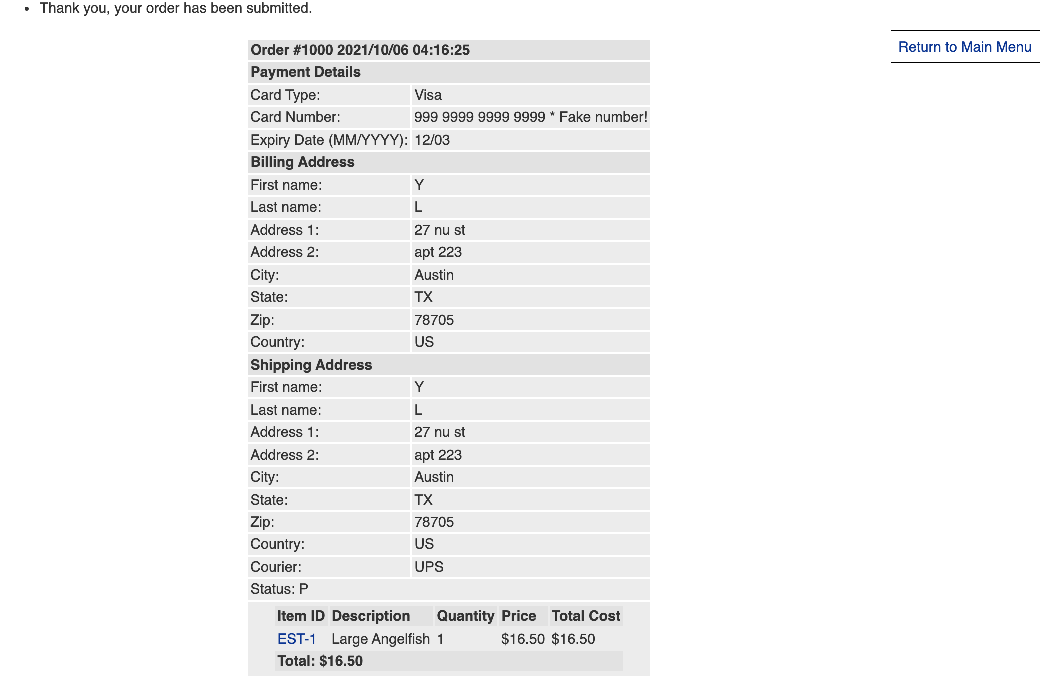 • Thank you, your order has been submitted.
Return to Main Menu
Order #1000 2021/10/06 04:16:25
Payment Details
Card Type: Visa
Card Number: 999 9999 9999 9999 * Fake number!
Expiry Date (MM/YYYY): 12/03
Billing Address
First name: Y
Last name: L
Address 1: 27 nu st
Address 2: apt 223
City: Austin
State: TX
Zip: 78705
Country: US
Shipping Address
First name: Y
Last name: L
Address 1: 27 nu st
Address 2: apt 223
City: Austin
State: TX
Zip: 78705
Country: US
Courier: UPS
Status: P
Item ID Description Quantity Price Total Cost
EST-1 Large Angelfish 1 $16.50 $16.50
Total: $16.50